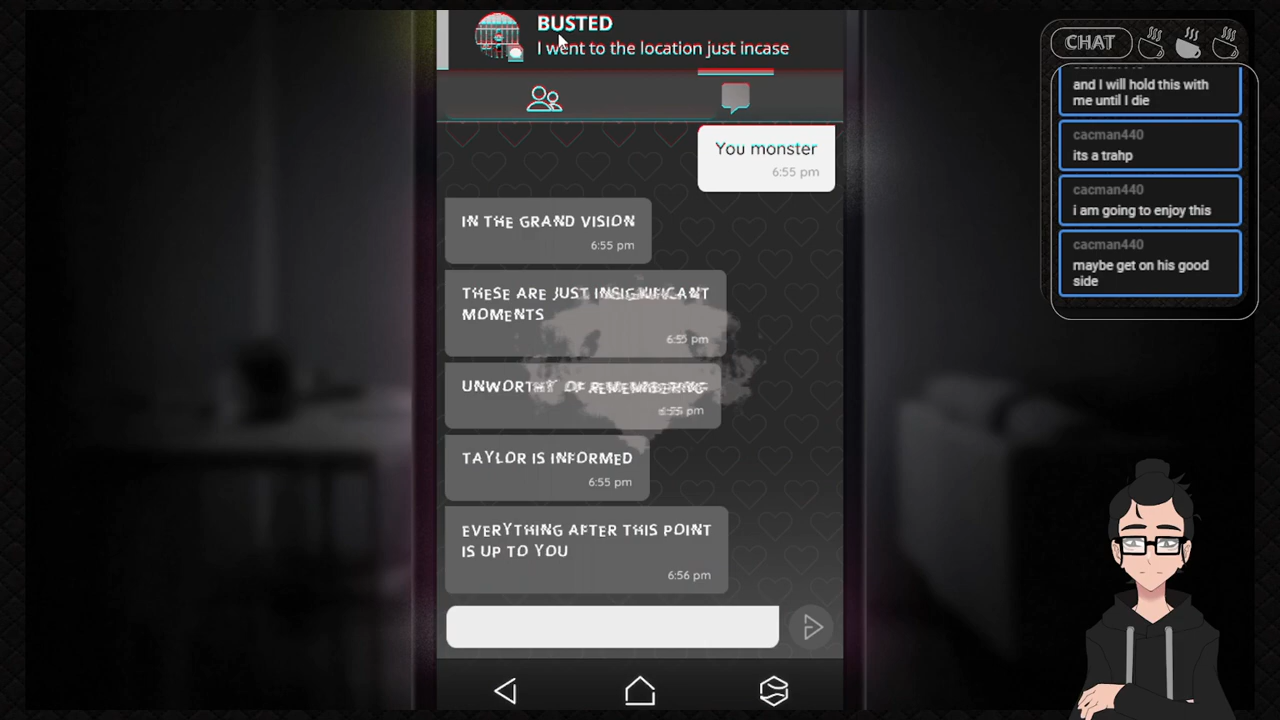 BUSTED
I went to the location just incase
You monster
6:55 pm
IN THE GRAND VISION
6:55 pm
THESE ARE JUST INSIGNIFICANT
MOMENTS
6:55 pm
UNWORTHY OF REMEMBERING
6:55 pm
TAYLOR IS INFORMED
6:55 pm
EVERYTHING AFTER THIS POINT
IS UP TO YOU
6:56 pm
CHAT
and I will hold this with
me until I die
cacman440
its a trahp
cacman440
i am going to enjoy this
cacman440
maybe get on his good
side